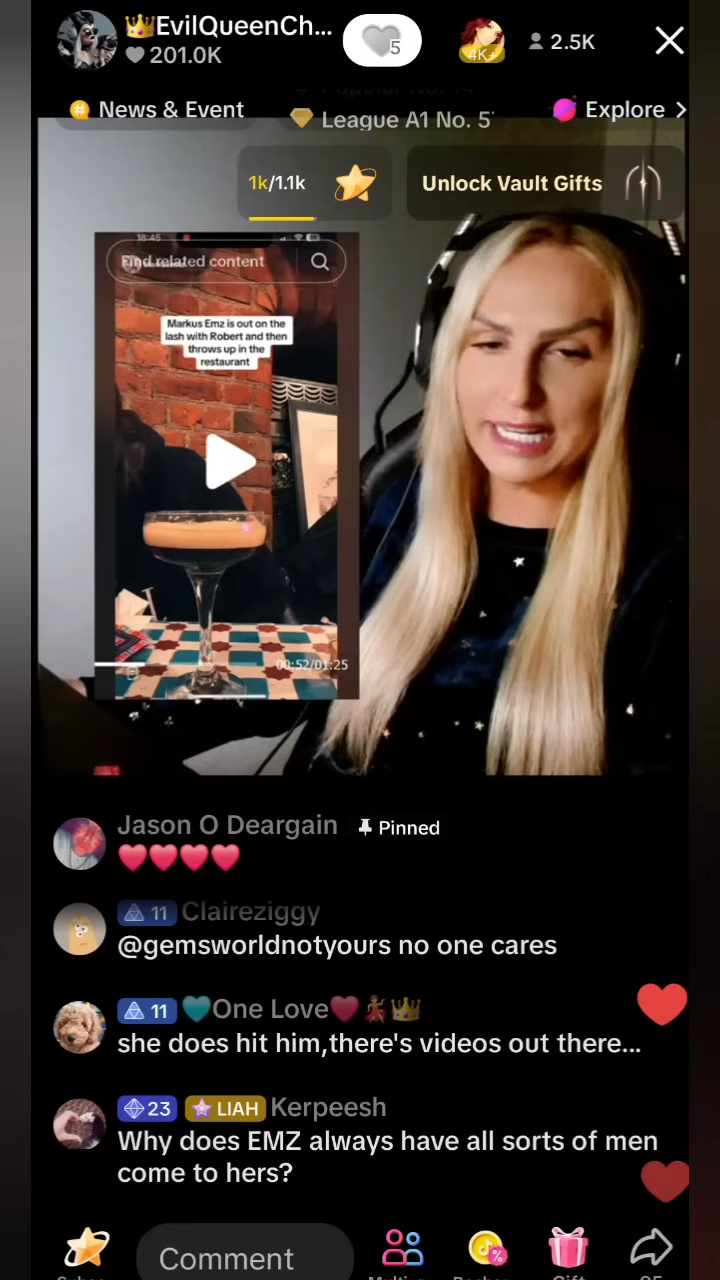 👑EvilQueenCh...
201.0K
5
4K+
2.5K
News & Event
League A1 No. 5
Explore >
1k/1.1k
Unlock Vault Gifts
18:45
Find related content
Markus Emz is out on the
lash with Robert and then
throws up in the
restaurant
00:52/01:25
Jason O Deargain Pinned
❤❤❤❤
11 Claireziggy
@gemsworldnotyours no one cares
11 🩵One Love❤💃👑
she does hit him,there's videos out there...
23 LIAH Kerpeesh
Why does EMZ always have all sorts of men
come to hers?
Comment